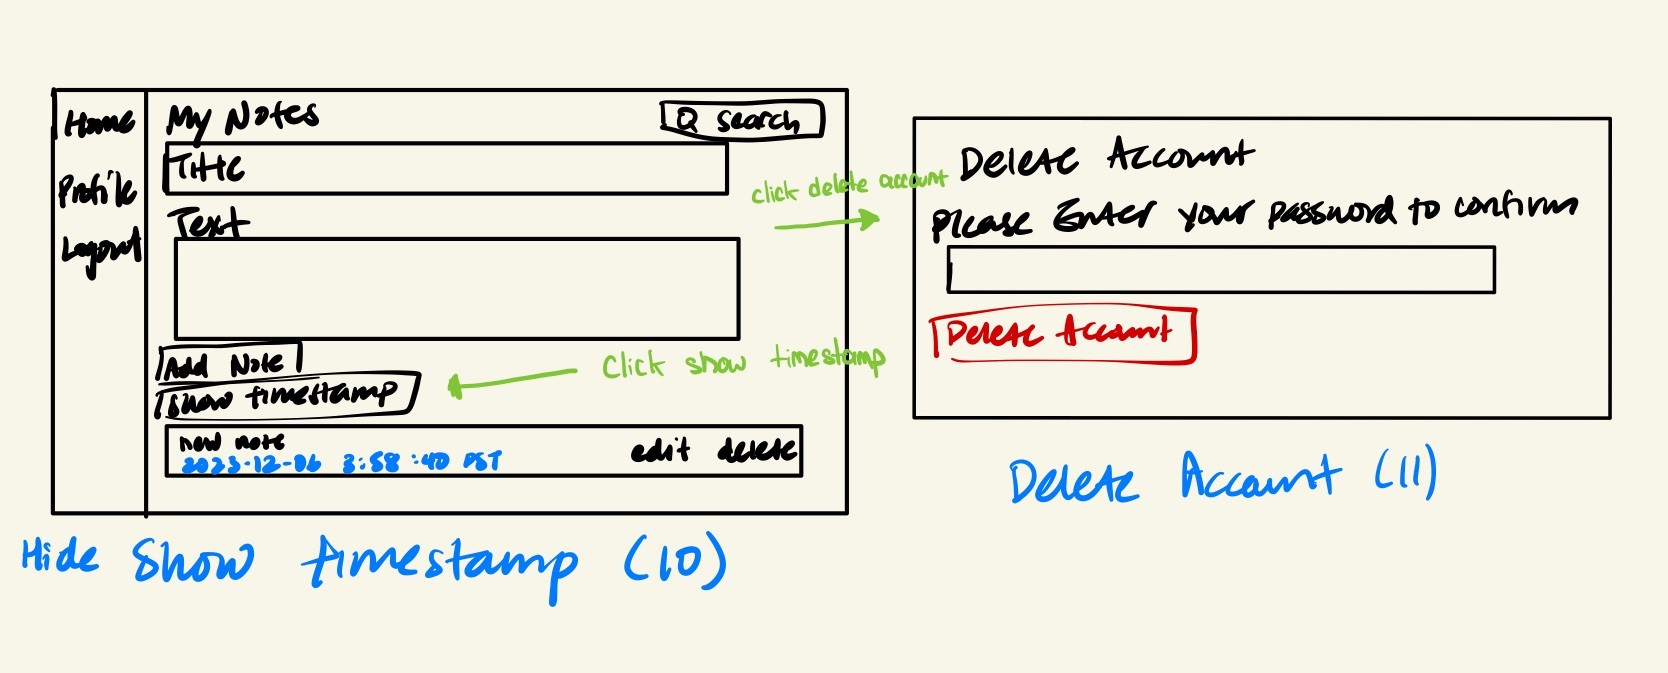 Home
Profile
Logout
My Notes
Q search
Title
Text
Add Note
Show timestamp
new note
2023-12-06 3:58:40 PST
edit delete
click delete account
Click show timestamp
Hide Show timestamp (10)
Delete Account
Please Enter your password to confirm
Delete Account
Delete Account (11)